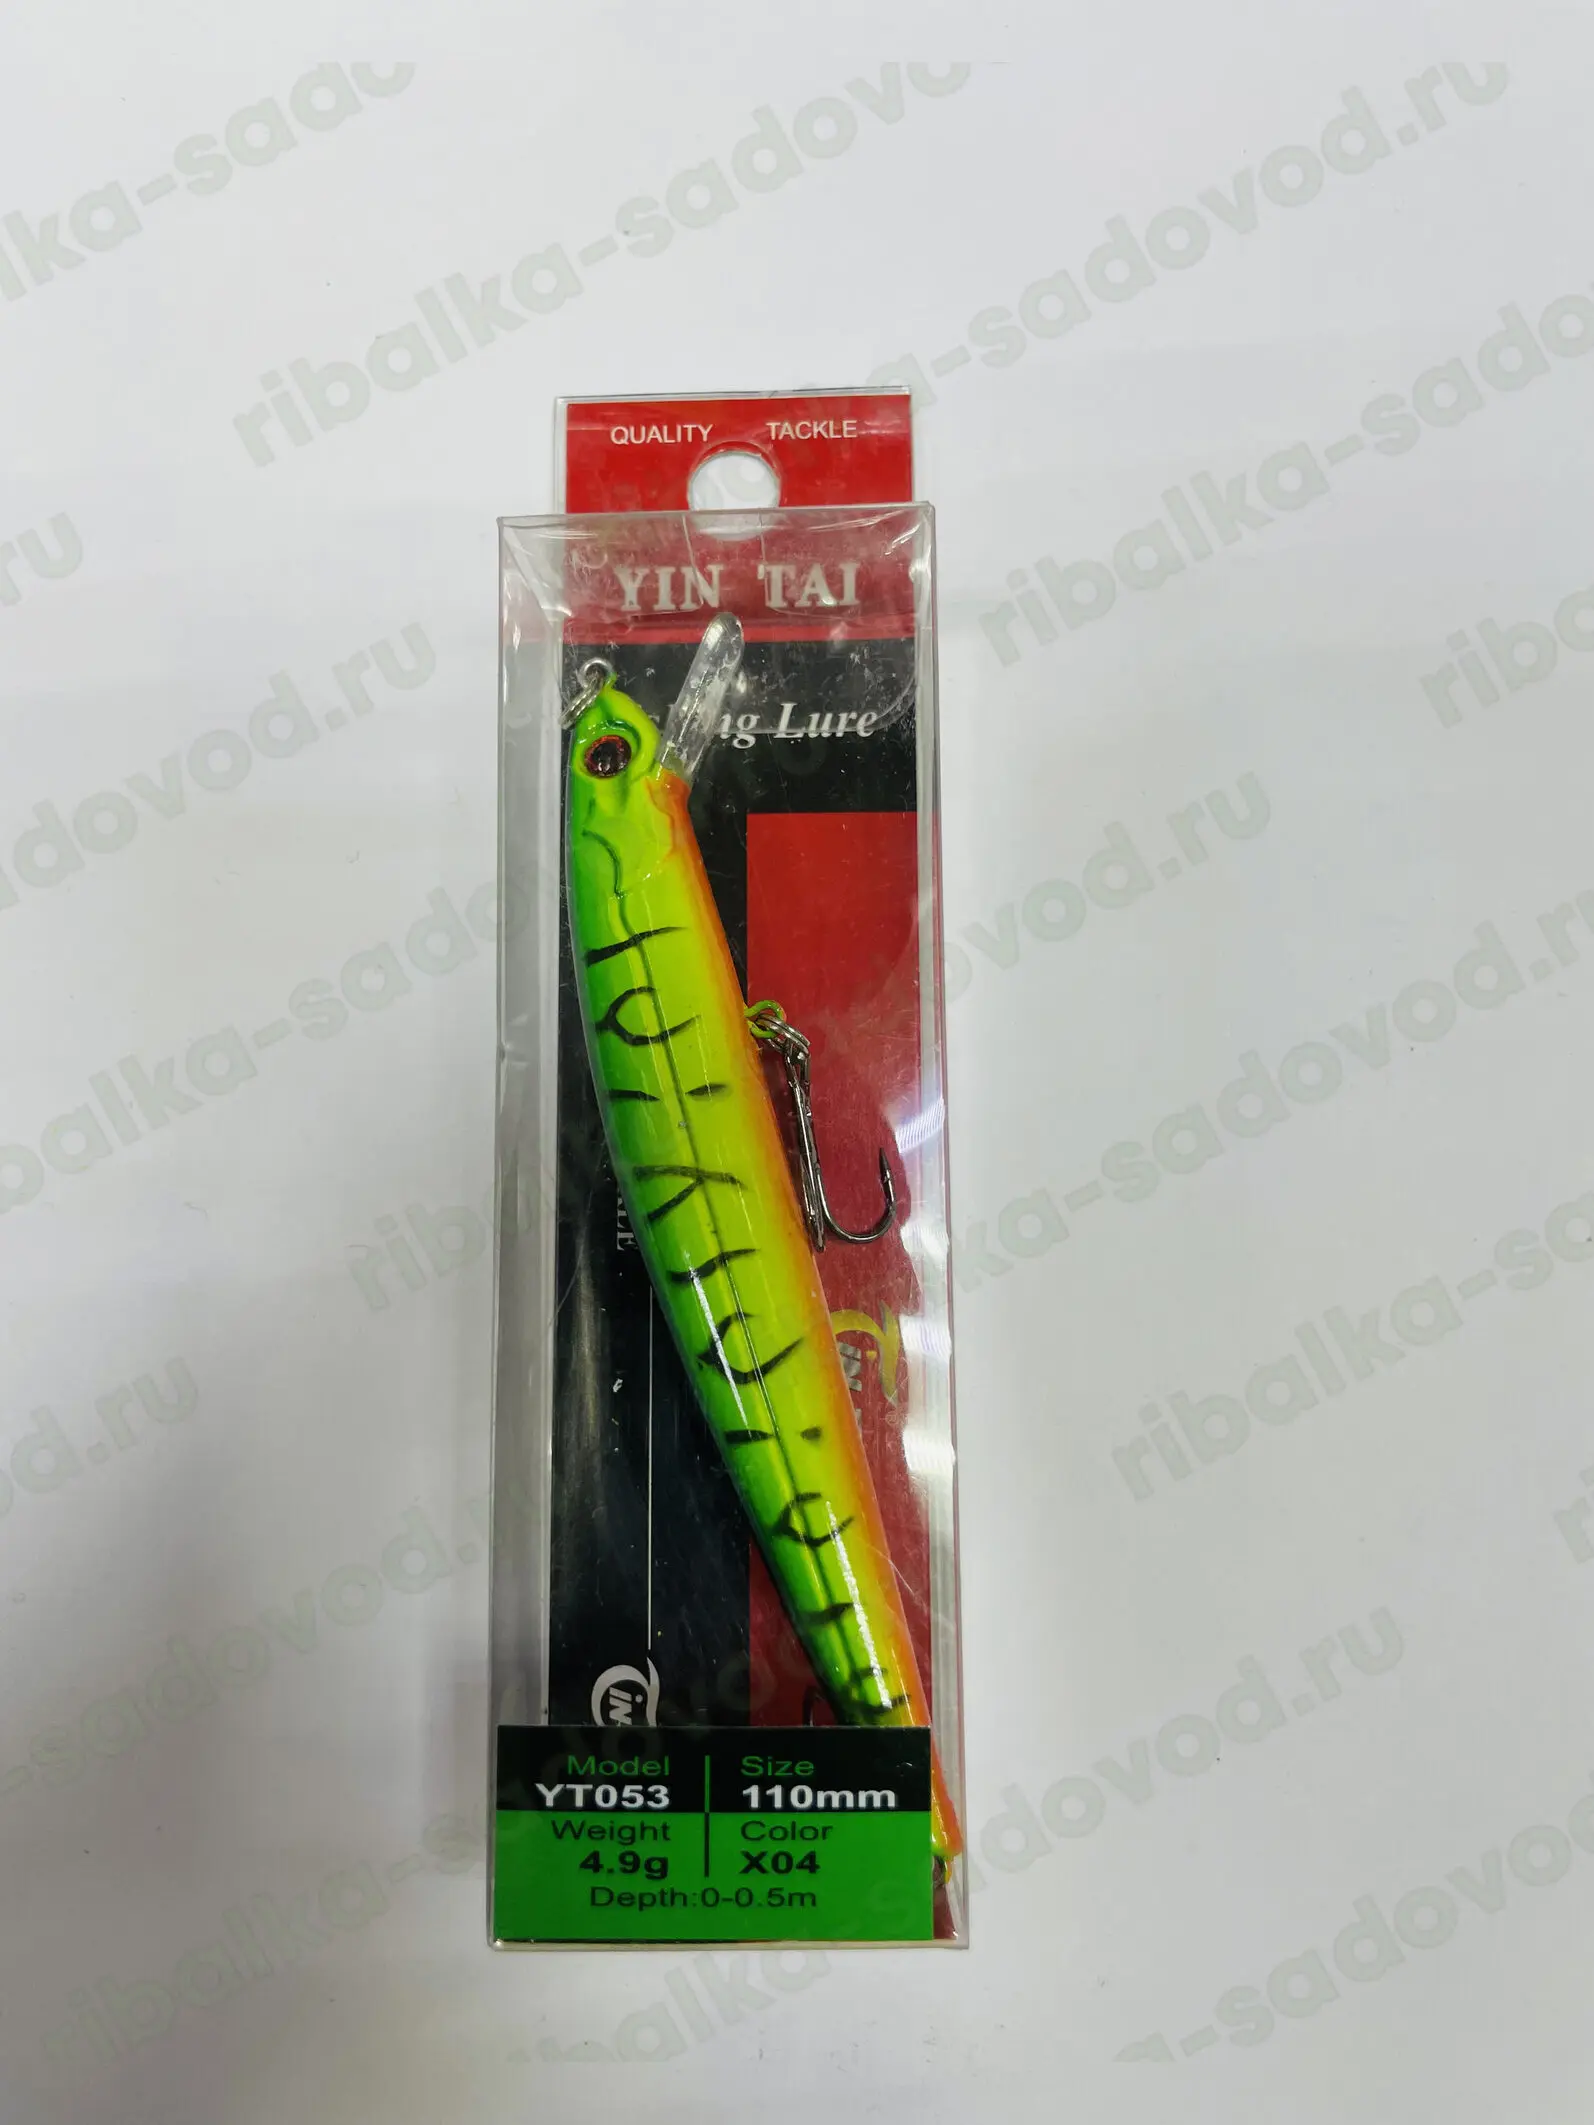 QUALITY TACKLE
YIN TAI
Lure
Model Size
YT053 110mm
Weight Color
4.9g X04
Depth:0-0.5m
ribalka-sadovod.ru